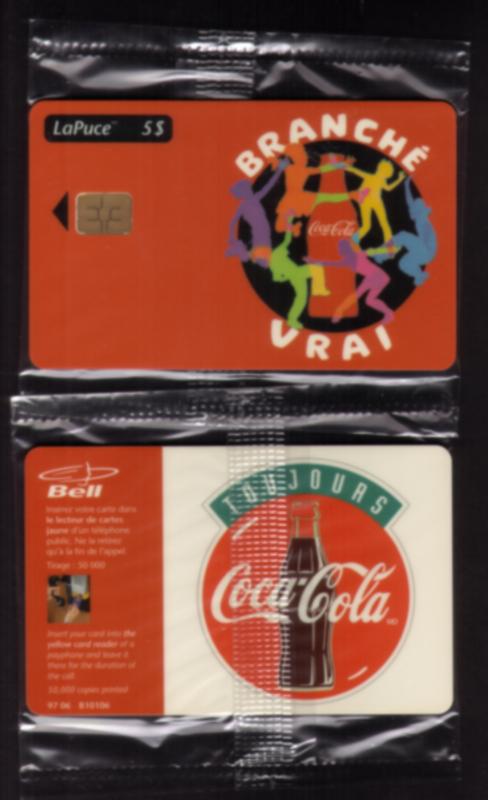 LaPuce™ 5$
BRANCHÉ
Coca-Cola
VRAI
Bell
Insérez votre carte dans
le lecteur de cartes
jaune d'un téléphone
public. Ne la retirez
qu'à la fin de l'appel.
Tirage : 50 000
Insert your card into the
yellow card reader of a
payphone and leave it
there for the duration of
the call.
50,000 copies printed
97 06 B10106
TOUJOURS
Coca-Cola
MD